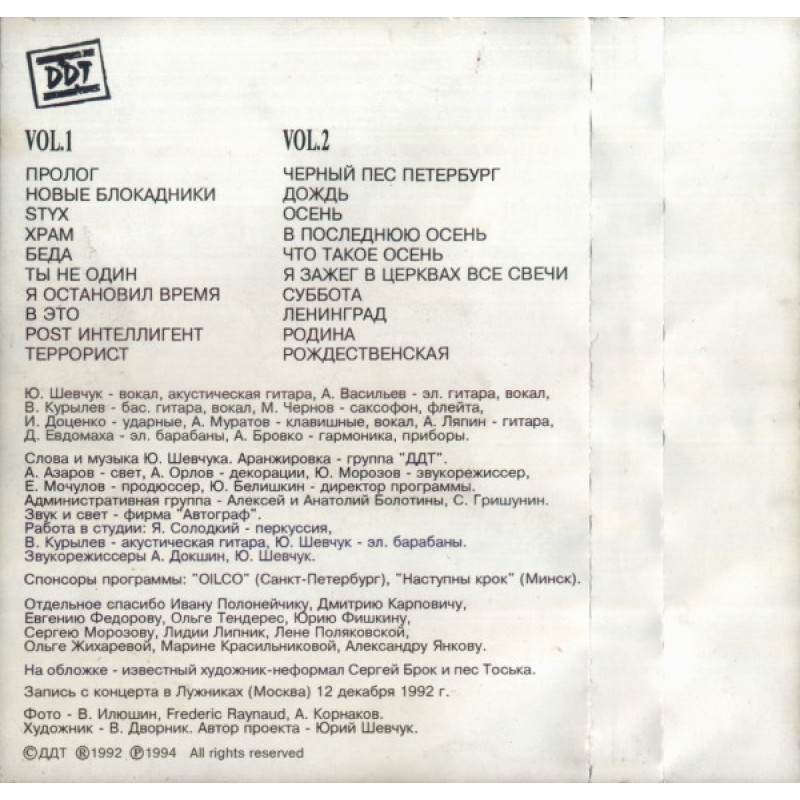 DDT
VOL.1
ПРОЛОГ
НОВЫЕ БЛОКАДНИКИ
STYX
ХРАМ
БЕДА
ТЫ НЕ ОДИН
Я ОСТАНОВИЛ ВРЕМЯ
В ЭТО
POST ИНТЕЛЛИГЕНТ
ТЕРРОРИСТ
VOL.2
ЧЕРНЫЙ ПЕС ПЕТЕРБУРГ
ДОЖДЬ
ОСЕНЬ
В ПОСЛЕДНЮЮ ОСЕНЬ
ЧТО ТАКОЕ ОСЕНЬ
Я ЗАЖЕГ В ЦЕРКВАХ ВСЕ СВЕЧИ
СУББОТА
ЛЕНИНГРАД
РОДИНА
РОЖДЕСТВЕНСКАЯ
Ю. Шевчук - вокал, акустическая гитара, А. Васильев - эл. гитара, вокал,
В. Курылев - бас. гитара, вокал, М. Чернов - саксофон, флейта,
И. Доценко - ударные, А. Муратов - клавишные, вокал, А. Ляпин - гитара,
Д. Евдомаха - эл. барабаны, А. Бровко - гармоника, приборы.
Слова и музыка Ю. Шевчука. Аранжировка - группа "ДДТ".
А. Азаров - свет, А. Орлов - декорации, Ю. Морозов - звукорежиссер,
Е. Мочулов - продюссер, Ю. Белишкин - директор программы.
Административная группа - Алексей и Анатолий Болотины, С. Гришунин.
Звук и свет - фирма "Автограф".
Работа в студии: Я. Солодкий - перкуссия,
В. Курылев - акустическая гитара, Ю. Шевчук - эл. барабаны.
Звукорежиссеры А. Докшин, Ю. Шевчук.
Спонсоры программы: "OILCO" (Санкт-Петербург), "Наступны крок" (Минск).
Отдельное спасибо Ивану Полонейчику, Дмитрию Карповичу,
Евгению Федорову, Ольге Тендерес, Юрию Фишкину,
Сергею Морозову, Лидии Липник, Лене Поляковской,
Ольге Жихаревой, Марине Красильниковой, Александру Янкову.
На обложке - известный художник-неформал Сергей Брок и пес Тоська.
Запись с концерта в Лужниках (Москва) 12 декабря 1992 г.
Фото - В. Илюшин, Frederic Raynaud, А. Корнаков.
Художник - В. Дворник. Автор проекта - Юрий Шевчук.
©ДДТ ®1992 ℗1994 All rights reserved